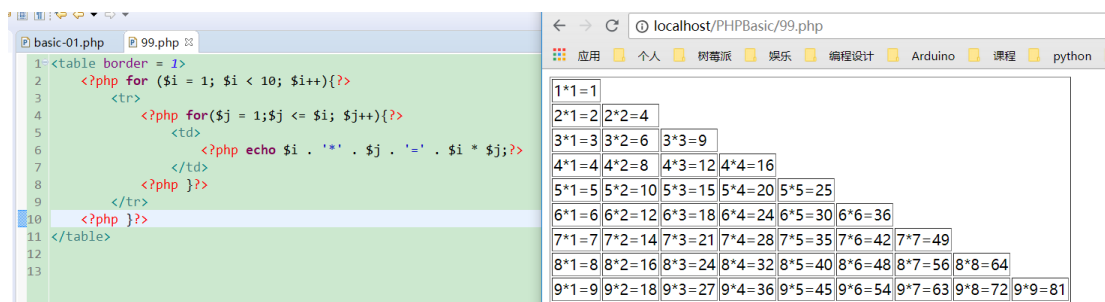 basic-01.php 99.php
1 <table border = 1>
2 <?php for ($i = 1; $i < 10; $i++){?>
3 <tr>
4 <?php for($j = 1;$j <= $i; $j++){?>
5 <td>
6 <?php echo $i . '*' . $j . '=' . $i * $j;?>
7 </td>
8 <?php }?>
9 </tr>
10 <?php }?>
11 </table>
12
13
localhost/PHPBasic/99.php
应用 个人 树莓派 娱乐 编程设计 Arduino 课程 python
1*1=1
2*1=2 2*2=4
3*1=3 3*2=6 3*3=9
4*1=4 4*2=8 4*3=12 4*4=16
5*1=5 5*2=10 5*3=15 5*4=20 5*5=25
6*1=6 6*2=12 6*3=18 6*4=24 6*5=30 6*6=36
7*1=7 7*2=14 7*3=21 7*4=28 7*5=35 7*6=42 7*7=49
8*1=8 8*2=16 8*3=24 8*4=32 8*5=40 8*6=48 8*7=56 8*8=64
9*1=9 9*2=18 9*3=27 9*4=36 9*5=45 9*6=54 9*7=63 9*8=72 9*9=81